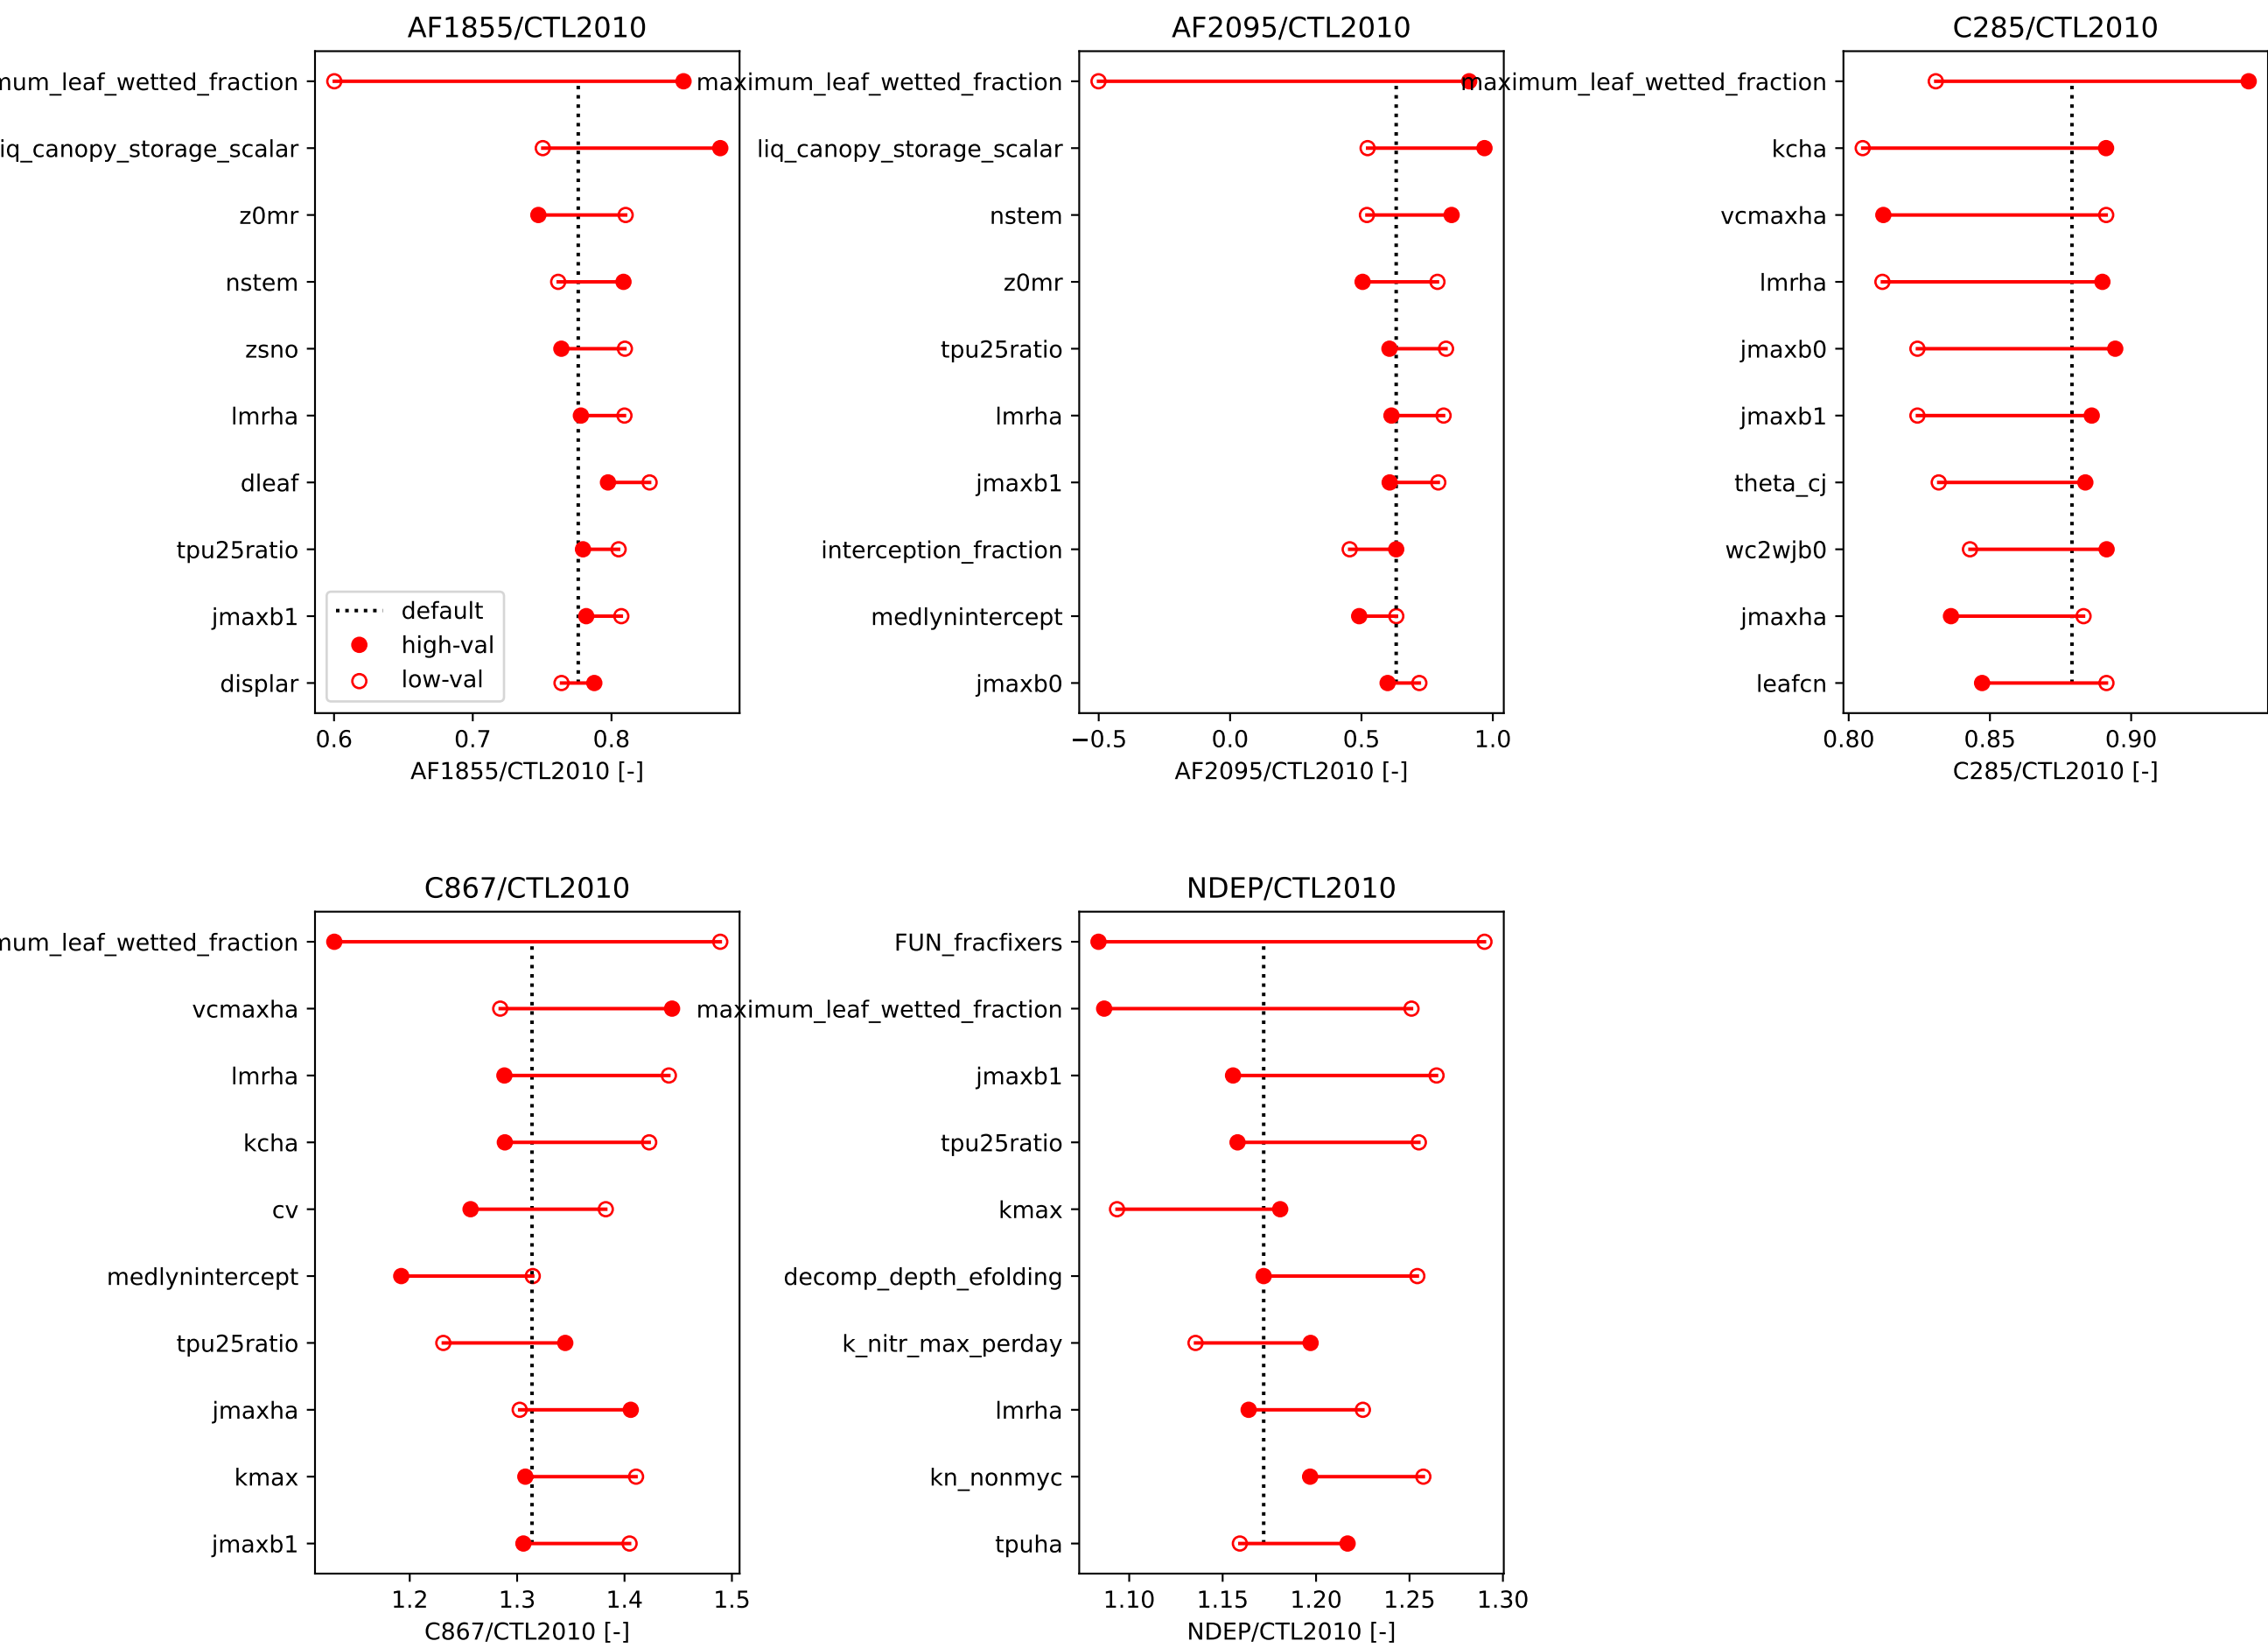 AF1855/CTL2010
mum_leaf_wetted_fraction
liq_canopy_storage_scalar
z0mr
nstem
zsno
lmrha
dleaf
tpu25ratio
jmaxb1
displar
default
high-val
low-val
0.6 0.7 0.8
AF1855/CTL2010 [-]
AF2095/CTL2010
maximum_leaf_wetted_fraction
liq_canopy_storage_scalar
nstem
z0mr
tpu25ratio
lmrha
jmaxb1
interception_fraction
medlynintercept
jmaxb0
−0.5 0.0 0.5 1.0
AF2095/CTL2010 [-]
C285/CTL2010
maximum_leaf_wetted_fraction
kcha
vcmaxha
lmrha
jmaxb0
jmaxb1
theta_cj
wc2wjb0
jmaxha
leafcn
0.80 0.85 0.90
C285/CTL2010 [-]
C867/CTL2010
mum_leaf_wetted_fraction
vcmaxha
lmrha
kcha
cv
medlynintercept
tpu25ratio
jmaxha
kmax
jmaxb1
1.2 1.3 1.4 1.5
C867/CTL2010 [-]
NDEP/CTL2010
FUN_fracfixers
maximum_leaf_wetted_fraction
jmaxb1
tpu25ratio
kmax
decomp_depth_efolding
k_nitr_max_perday
lmrha
kn_nonmyc
tpuha
1.10 1.15 1.20 1.25 1.30
NDEP/CTL2010 [-]